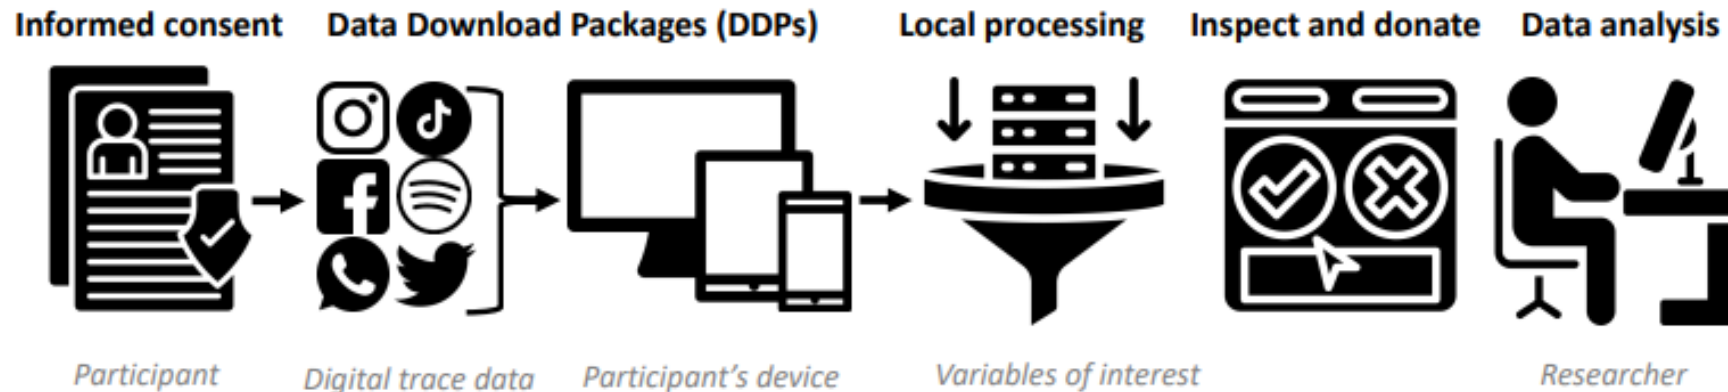 Informed consent
Data Download Packages (DDPs)
Local processing
Inspect and donate
Data analysis
Participant
Digital trace data
Participant's device
Variables of interest
Researcher